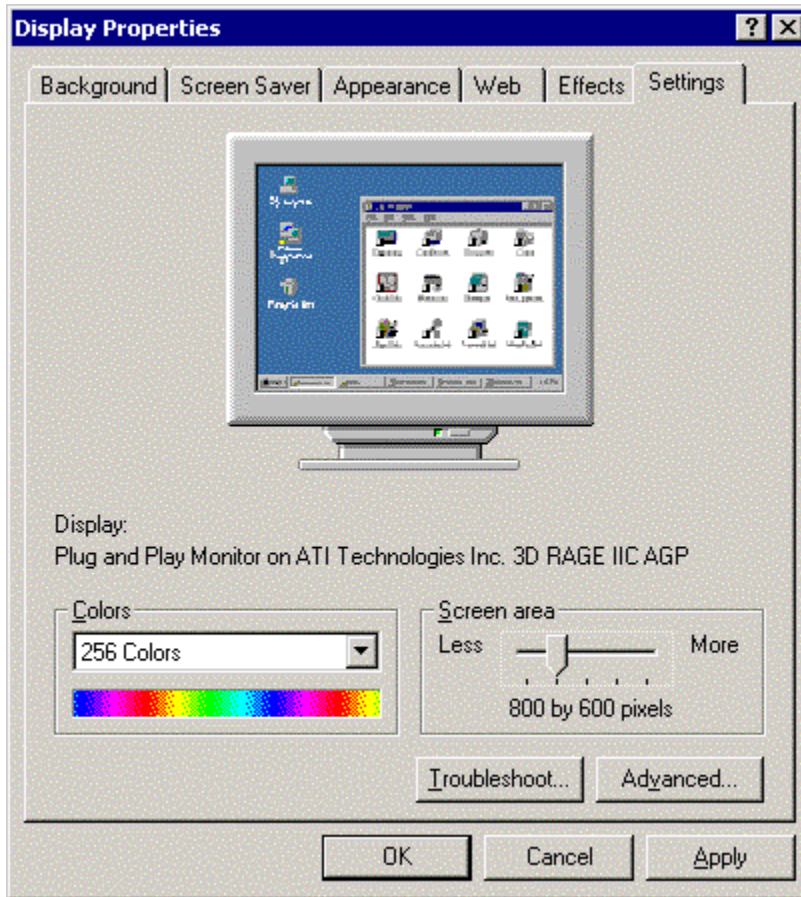 Display Properties
Background Screen Saver Appearance Web Effects Settings
Display:
Plug and Play Monitor on ATI Technologies Inc. 3D RAGE IIC AGP
Colors
256 Colors
Screen area
Less More
800 by 600 pixels
Troubleshoot... Advanced...
OK Cancel Apply